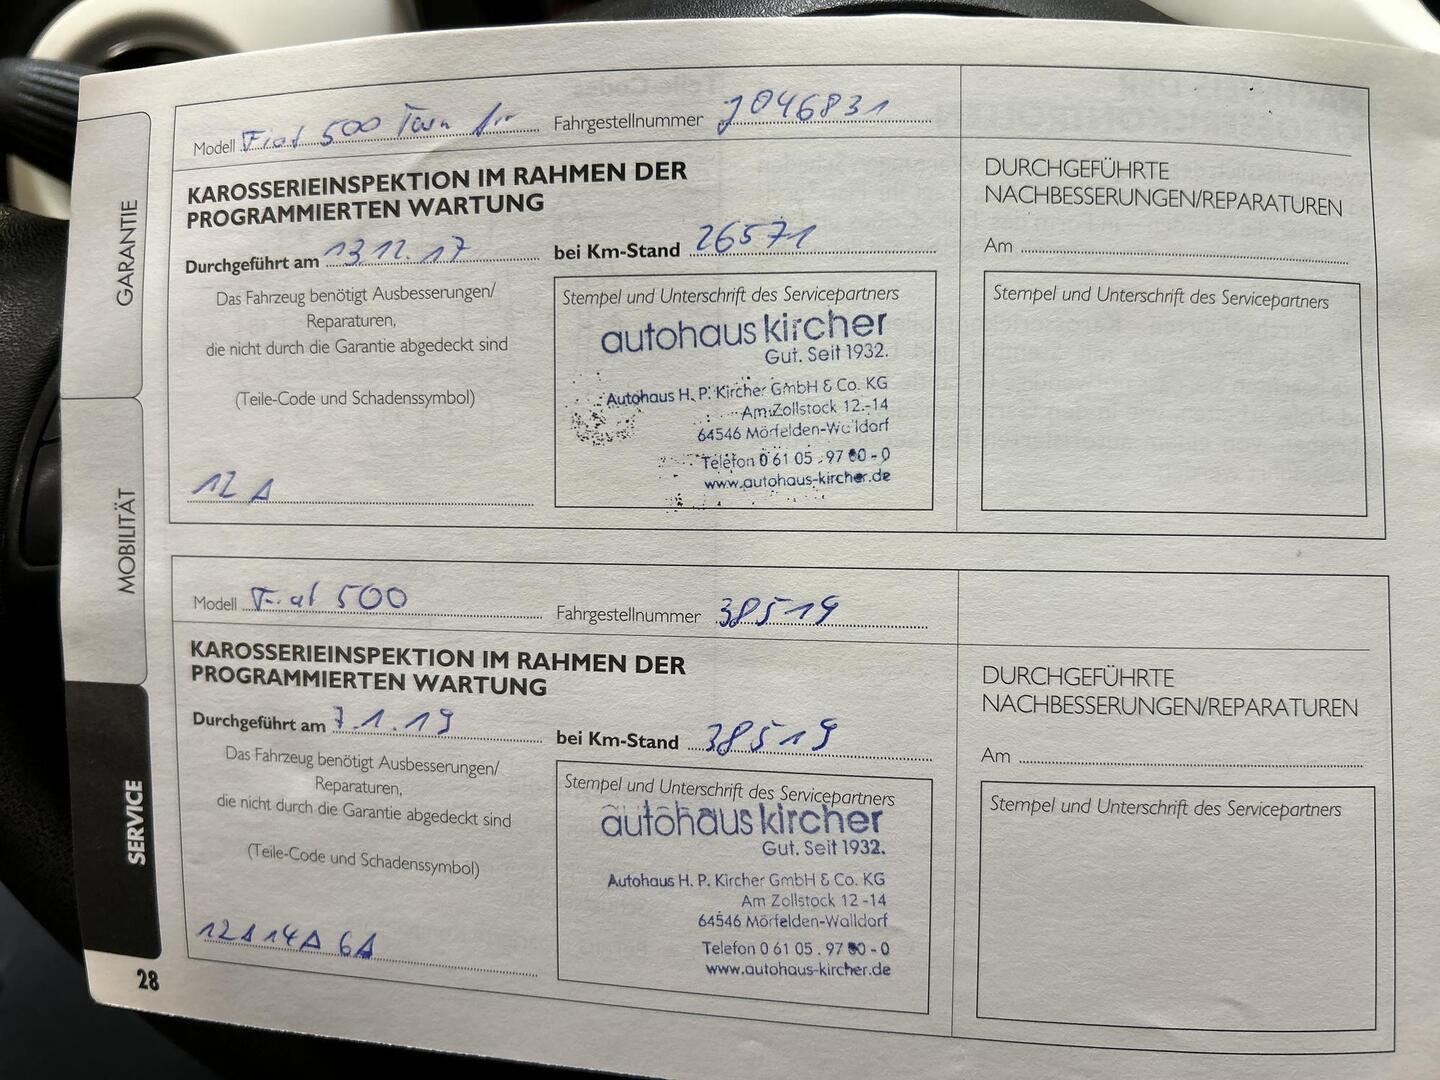 Modell Fiat 500 Fahrgestellnummer J046831
KAROSSERIEINSPEKTION IM RAHMEN DER
PROGRAMMIERTEN WARTUNG
Durchgeführt am 13.12.17 bei Km-Stand 26571
Das Fahrzeug benötigt Ausbesserungen/
Reparaturen,
die nicht durch die Garantie abgedeckt sind
(Teile-Code und Schadenssymbol)
12 Δ
Stempel und Unterschrift des Servicepartners
autohaus kircher
Gut. Seit 1932.
Autohaus H. P. Kircher GmbH & Co. KG
Am Zollstock 12-14
64546 Mörfelden-Walldorf
Telefon 0 61 05 . 97 00 - 0
www.autohaus-kircher.de
DURCHGEFÜHRTE
NACHBESSERUNGEN/REPARATUREN
Am
Stempel und Unterschrift des Servicepartners
Modell Fiat 500 Fahrgestellnummer 38519
KAROSSERIEINSPEKTION IM RAHMEN DER
PROGRAMMIERTEN WARTUNG
Durchgeführt am 7.1.19 bei Km-Stand 38519
Das Fahrzeug benötigt Ausbesserungen/
Reparaturen,
die nicht durch die Garantie abgedeckt sind
(Teile-Code und Schadenssymbol)
12Δ 14Δ 6Δ
Stempel und Unterschrift des Servicepartners
autohaus kircher
Gut. Seit 1932.
Autohaus H. P. Kircher GmbH & Co. KG
Am Zollstock 12-14
64546 Mörfelden-Walldorf
Telefon 0 61 05 . 97 00 - 0
www.autohaus-kircher.de
DURCHGEFÜHRTE
NACHBESSERUNGEN/REPARATUREN
Am
Stempel und Unterschrift des Servicepartners
GARANTIE
MOBILITÄT
SERVICE
28